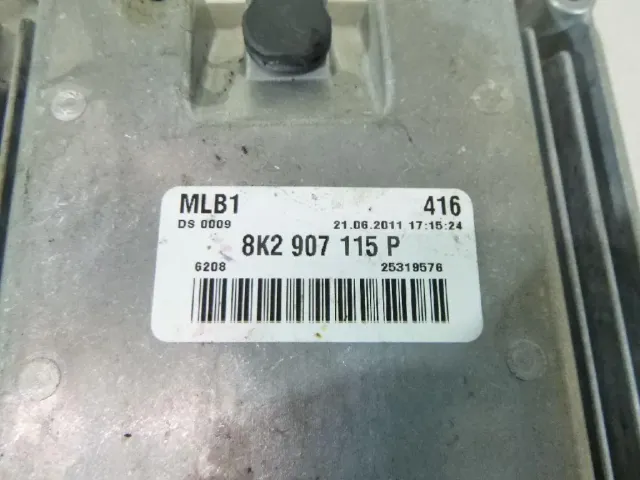 MLB1 416
DS 0009 21.06.2011 17:15:24
8K2 907 115 P
6208 25319576